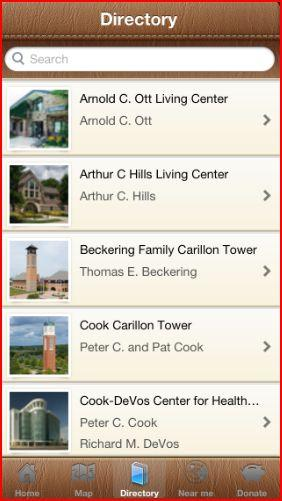 Directory
Search
Arnold C. Ott Living Center
Arnold C. Ott
Arthur C Hills Living Center
Arthur C. Hills
Beckering Family Carillon Tower
Thomas E. Beckering
Cook Carillon Tower
Peter C. and Pat Cook
Cook-DeVos Center for Health...
Peter C. Cook
Richard M. DeVos
Home Map Directory Near me Donate